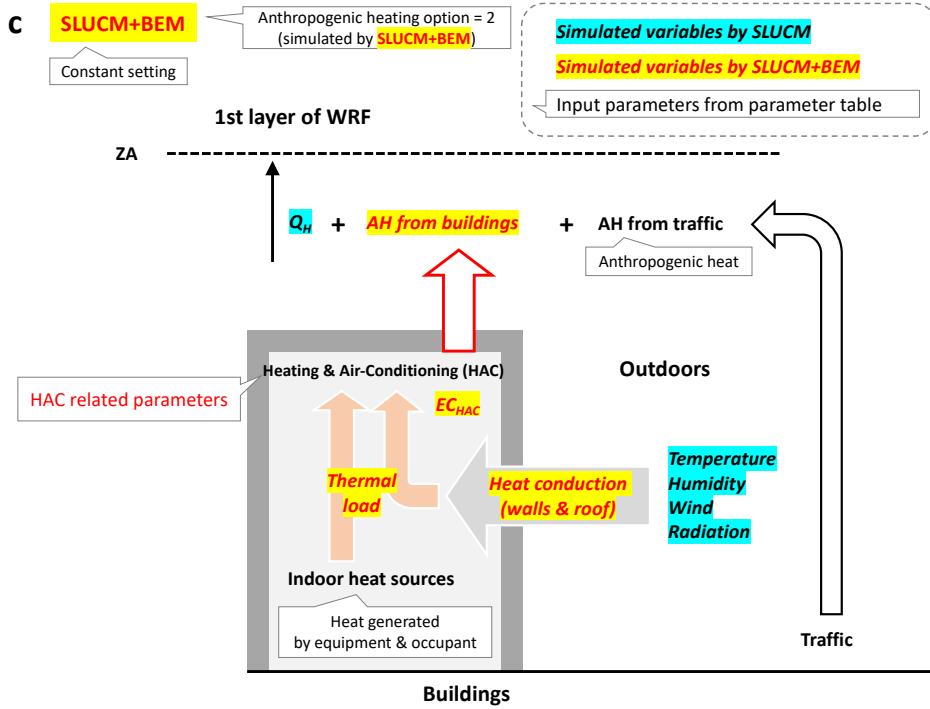 c
SLUCM+BEM
Anthropogenic heating option = 2
(simulated by SLUCM+BEM)
Constant setting
Simulated variables by SLUCM
Simulated variables by SLUCM+BEM
Input parameters from parameter table
1st layer of WRF
ZA
QH + AH from buildings + AH from traffic
Anthropogenic heat
Heating & Air-Conditioning (HAC)
Outdoors
HAC related parameters
ECHAC
Thermal
load
Heat conduction
(walls & roof)
Temperature
Humidity
Wind
Radiation
Indoor heat sources
Heat generated
by equipment & occupant
Traffic
Buildings